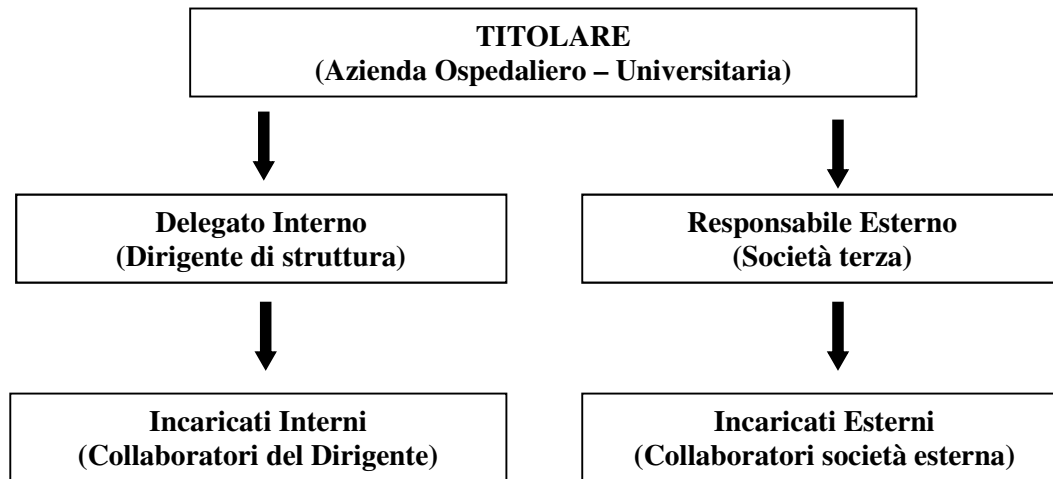 TITOLARE
(Azienda Ospedaliero – Universitaria)
Delegato Interno
(Dirigente di struttura)
Responsabile Esterno
(Società terza)
Incaricati Interni
(Collaboratori del Dirigente)
Incaricati Esterni
(Collaboratori società esterna)